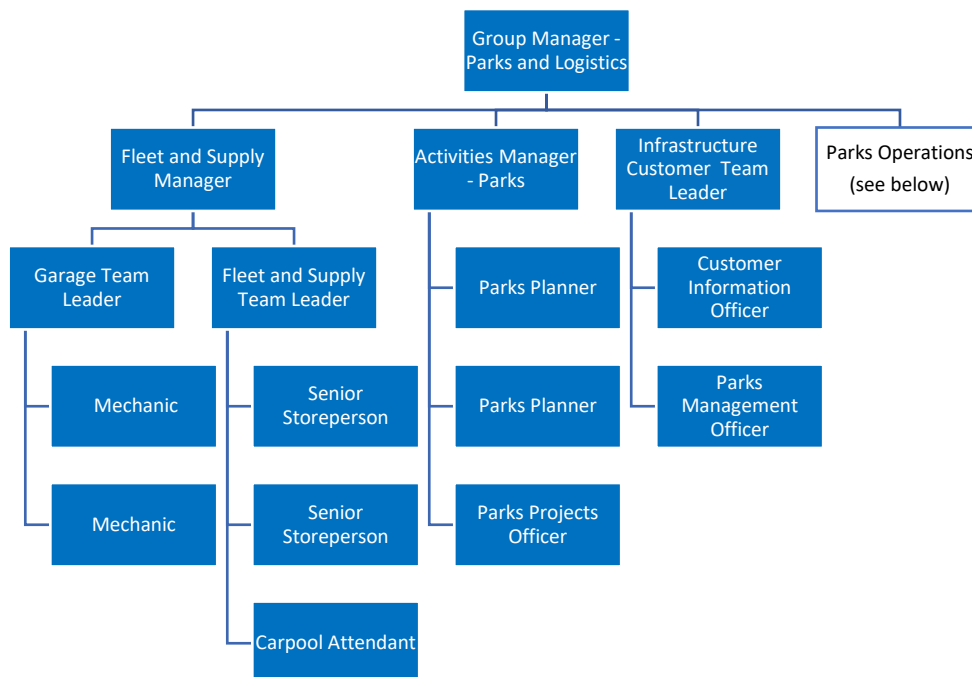 Group Manager -
Parks and Logistics
Fleet and Supply
Manager
Activities Manager
- Parks
Infrastructure
Customer Team
Leader
Parks Operations
(see below)
Garage Team
Leader
Fleet and Supply
Team Leader
Parks Planner
Customer
Information
Officer
Mechanic
Senior
Storeperson
Parks Planner
Parks
Management
Officer
Mechanic
Senior
Storeperson
Parks Projects
Officer
Carpool Attendant